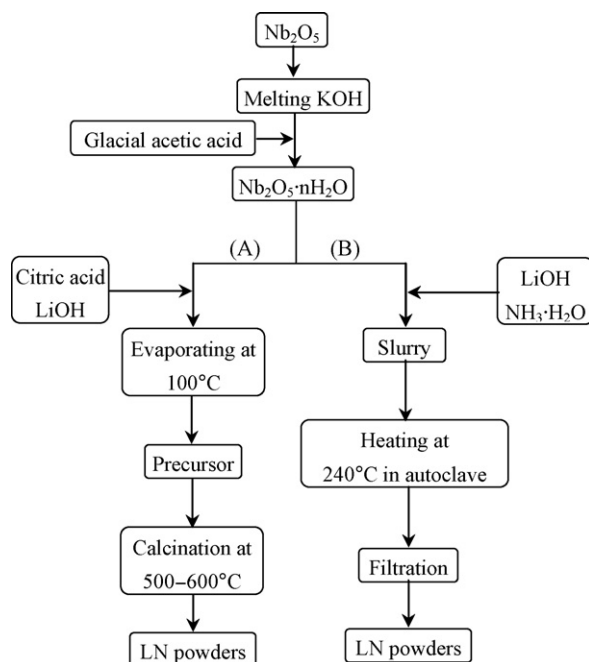 Nb₂O₅
Melting KOH
Glacial acetic acid
Nb₂O₅·nH₂O
(A)
(B)
Citric acid
LiOH
LiOH
NH₃·H₂O
Evaporating at
100°C
Slurry
Precursor
Heating at
240°C in autoclave
Calcination at
500–600°C
Filtration
LN powders
LN powders